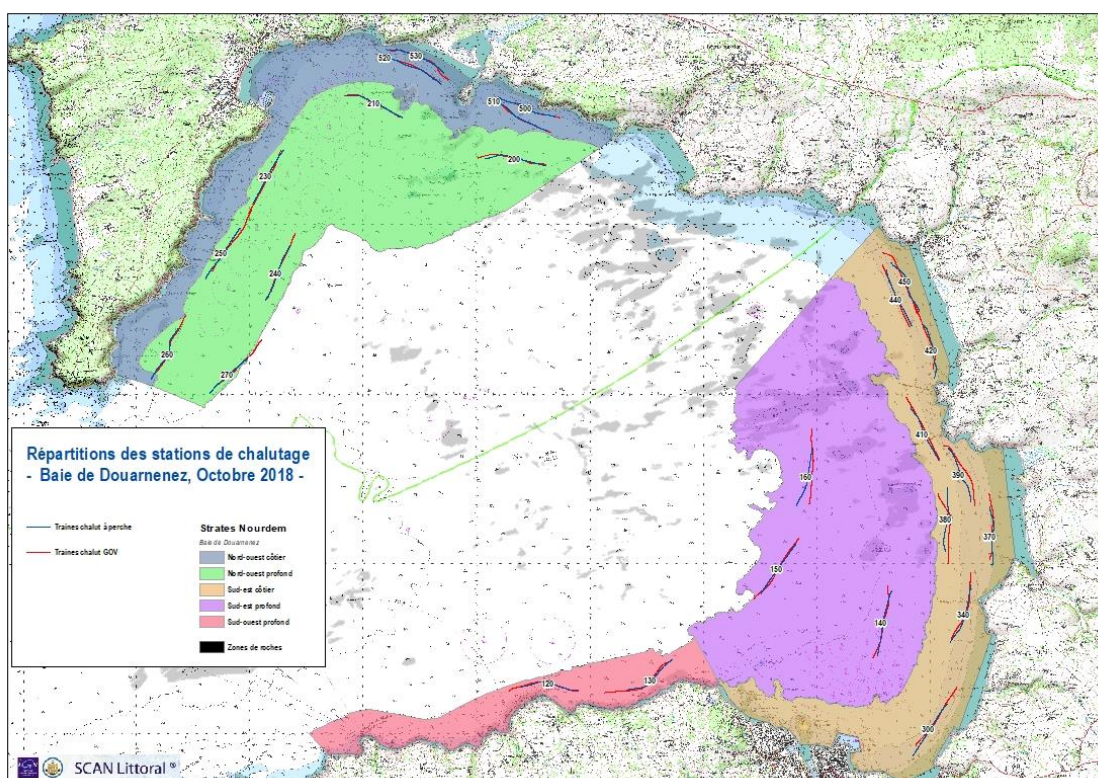 520
530
210
510
500
200
230
250
240
260
270
450
440
420
410
390
160
380
370
150
340
140
120
130
300
Répartitions des stations de chalutage
- Baie de Douarnenez, Octobre 2018 -
Traines chalut à perche
Traines chalut GOV
Strates Nourdem
Baie de Douarnenez
Nord-ouest côtier
Nord-ouest profond
Sud-est côtier
Sud-est profond
Sud-ouest profond
Zones de roches
SCAN Littoral ®